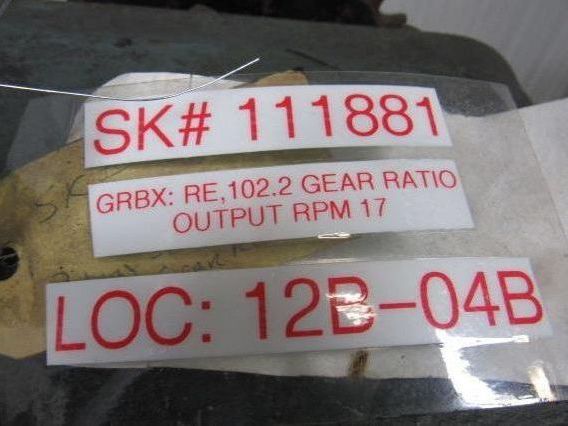 SK# 111881
GRBX: RE,102.2 GEAR RATIO
OUTPUT RPM 17
LOC: 12B-04B